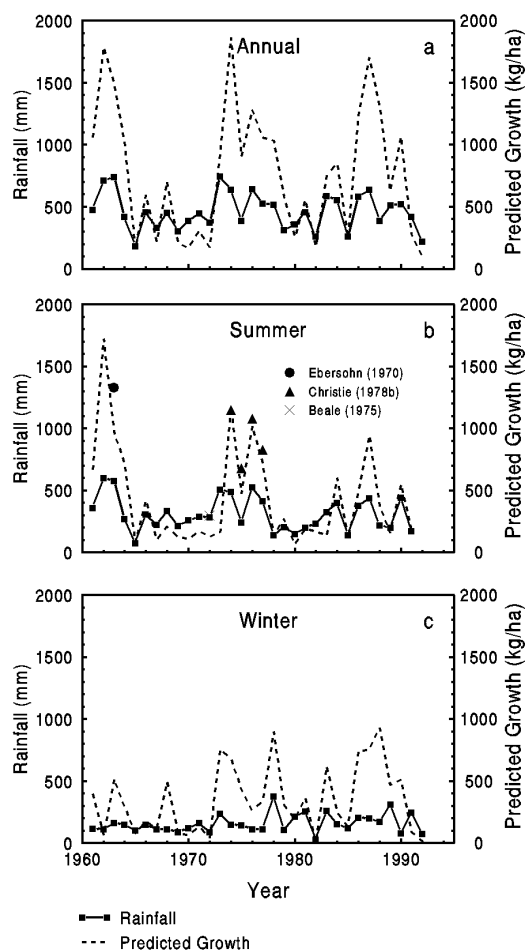 Annual a
2000
1500
1000
500
0
Rainfall (mm)
2000
1500
1000
500
0
Predicted Growth (kg/ha)
Summer b
Ebersohn (1970)
Christie (1978b)
Beale (1975)
2000
1500
1000
500
0
Rainfall (mm)
2000
1500
1000
500
0
Predicted Growth (kg/ha)
Winter c
2000
1500
1000
500
0
Rainfall (mm)
2000
1500
1000
500
0
Predicted Growth (kg/ha)
1960 1970 1980 1990
Year
Rainfall
Predicted Growth